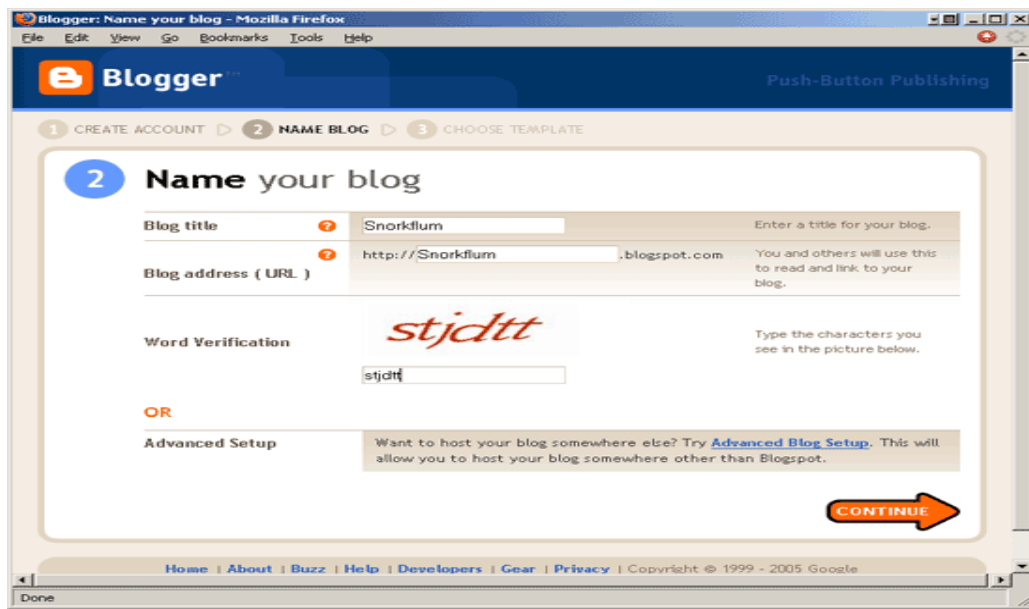 Blogger: Name your blog - Mozilla Firefox
File Edit View Go Bookmarks Tools Help
Blogger™
Push-Button Publishing
1 CREATE ACCOUNT 2 NAME BLOG 3 CHOOSE TEMPLATE
2 Name your blog
Blog title ? Snorkflum Enter a title for your blog.
Blog address ( URL ) ? http:// Snorkflum .blogspot.com You and others will use this
to read and link to your
blog.
Word Verification stjdtt Type the characters you
see in the picture below.
stjdtt
OR
Advanced Setup Want to host your blog somewhere else? Try Advanced Blog Setup. This will
allow you to host your blog somewhere other than Blogspot.
CONTINUE
Home | About | Buzz | Help | Developers | Gear | Privacy | Copyright © 1999 - 2005 Google
Done